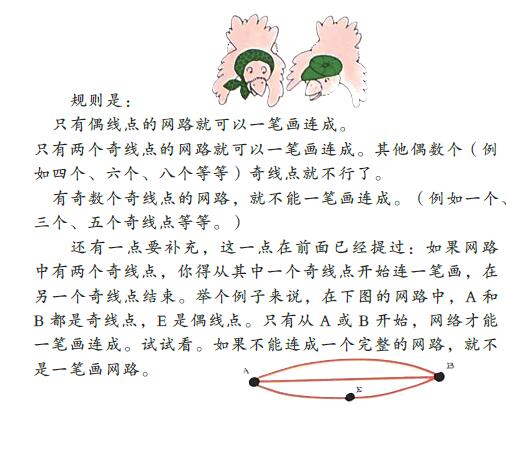 规则是：
只有偶线点的网路就可以一笔画连成。
只有两个奇线点的网路就可以一笔画连成。其他偶数个（例
如四个、六个、八个等等）奇线点就不行了。
有奇数个奇线点的网路，就不能一笔画连成。（例如一个、
三个、五个奇线点等等。）
还有一点要补充，这一点在前面已经提过：如果网路
中有两个奇线点，你得从其中一个奇线点开始连一笔画，在
另一个奇线点结束。举个例子来说，在下图的网路中，A 和
B 都是奇线点，E 是偶线点。只有从 A 或 B 开始，网络才能
一笔画连成。试试看。如果不能连成一个完整的网路，就不
是一笔画网路。
A
B
E